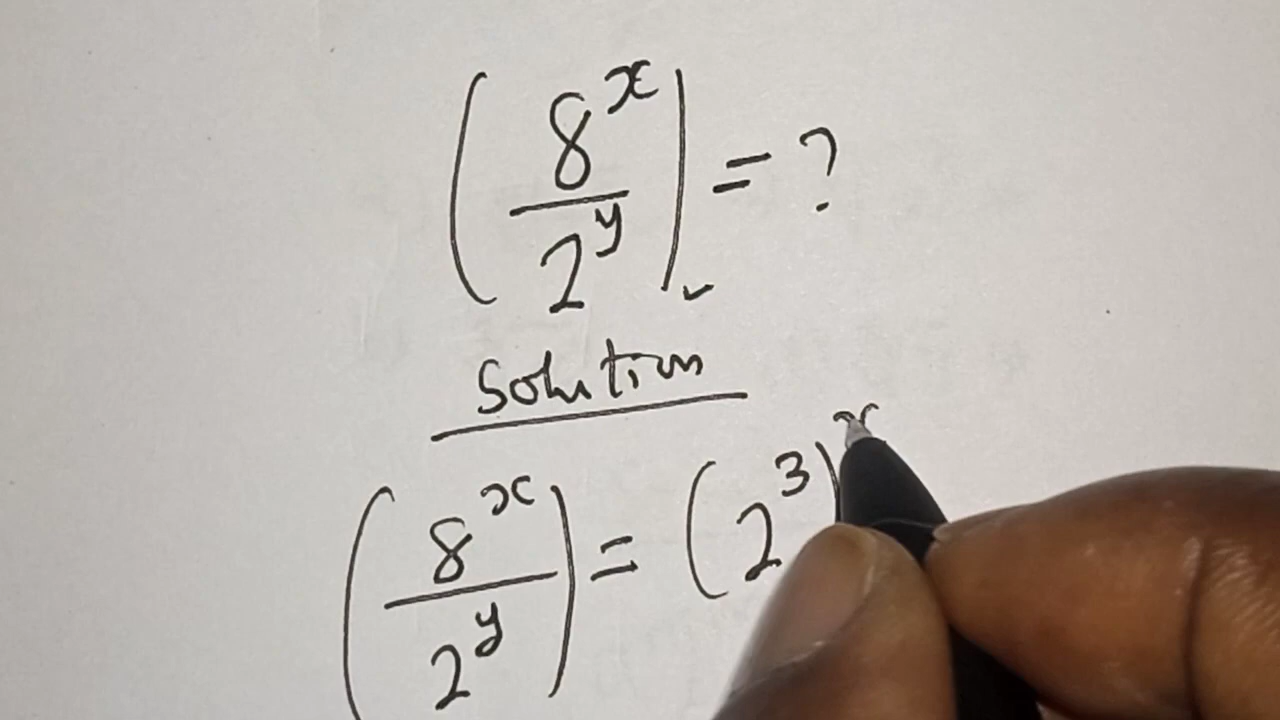 (8^x / 2^y) = ?
Solution
(8^x / 2^y) = (2^3)^x